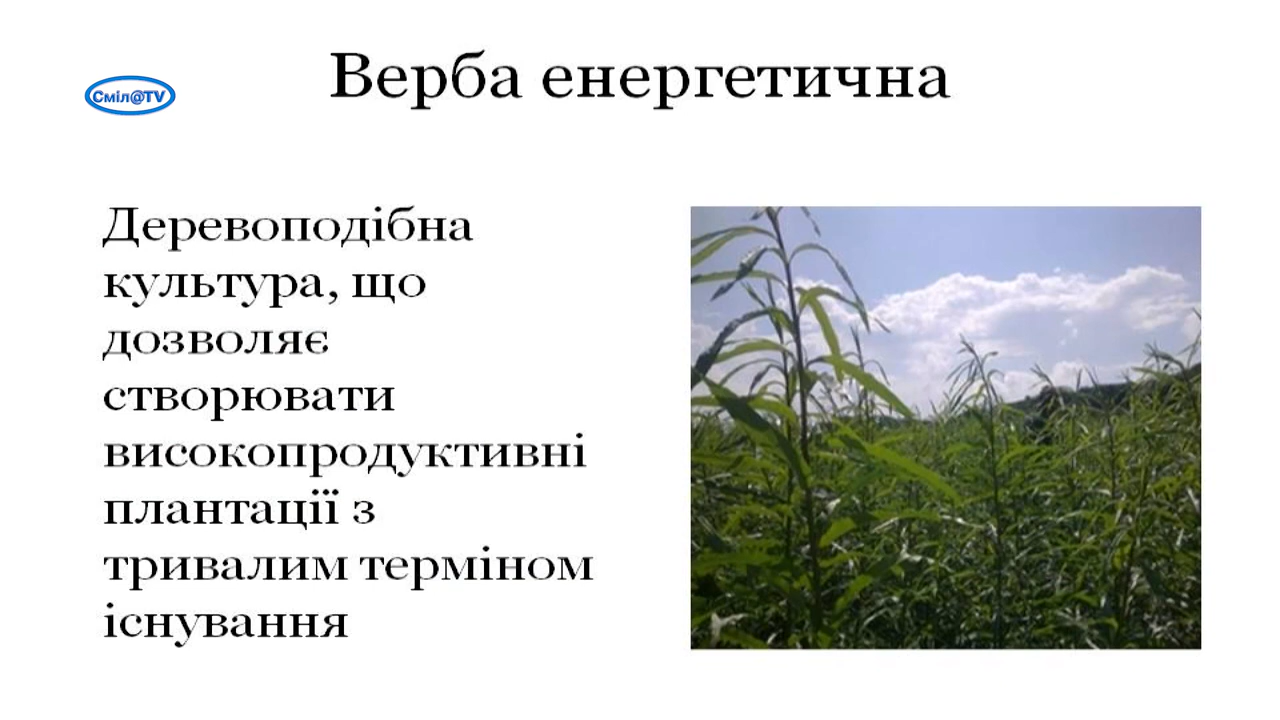 Верба енергетична
Сміл@TV
Деревоподібна
культура, що
дозволяє
створювати
високопродуктивні
плантації з
тривалим терміном
існування